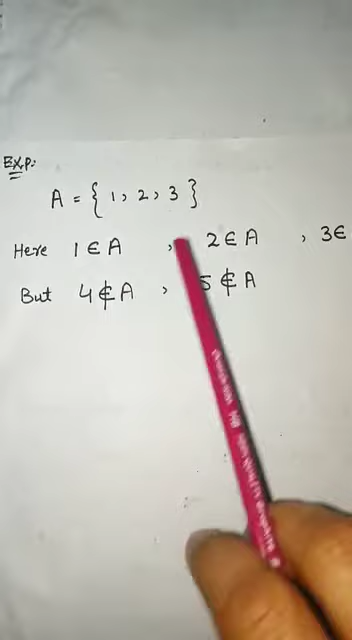 Exp:
A = { 1, 2, 3 }
Here 1 ∈ A , 2 ∈ A , 3 ∈
But 4 ∉ A , 5 ∉ A